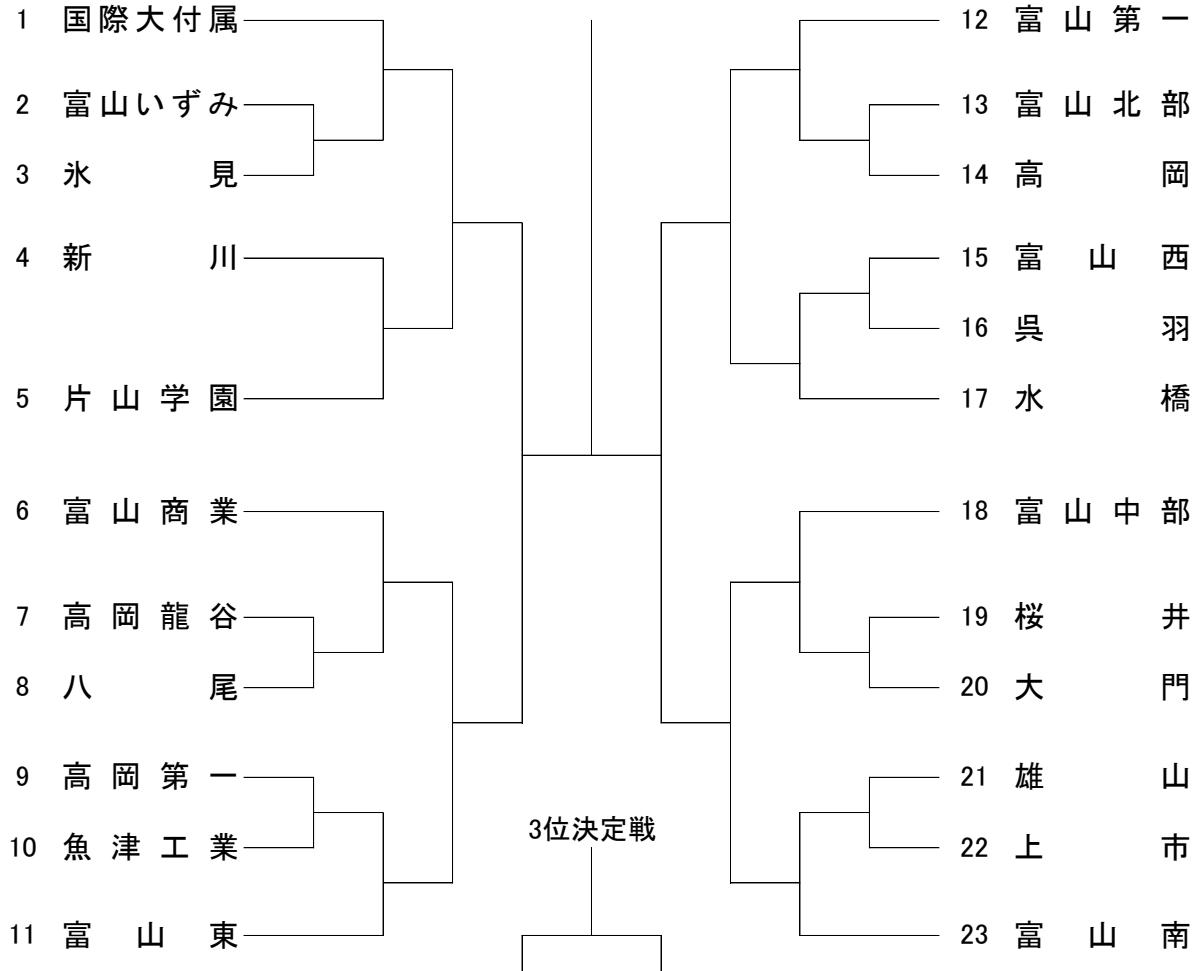 1 国際大付属
2 富山いずみ
3 氷見
4 新川
5 片山学園
6 富山商業
7 高岡龍谷
8 八尾
9 高岡第一
10 魚津工業
11 富山東
3位決定戦
12 富山第一
13 富山北部
14 高岡
15 富山西
16 呉羽
17 水橋
18 富山中部
19 桜井
20 大門
21 雄山
22 上市
23 富山南